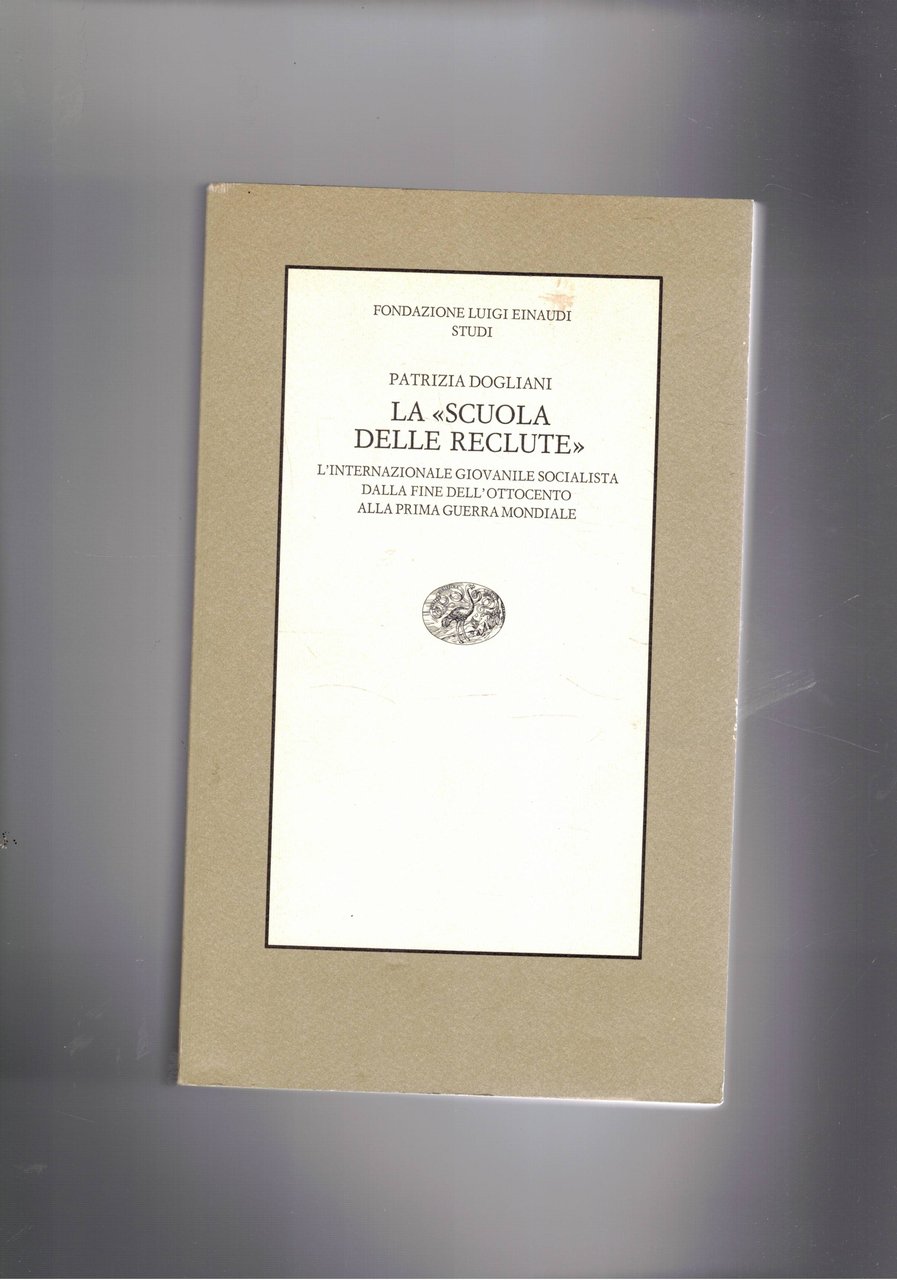 FONDAZIONE LUIGI EINAUDI
STUDI
PATRIZIA DOGLIANI
LA «SCUOLA
DELLE RECLUTE»
L'INTERNAZIONALE GIOVANILE SOCIALISTA
DALLA FINE DELL'OTTOCENTO
ALLA PRIMA GUERRA MONDIALE